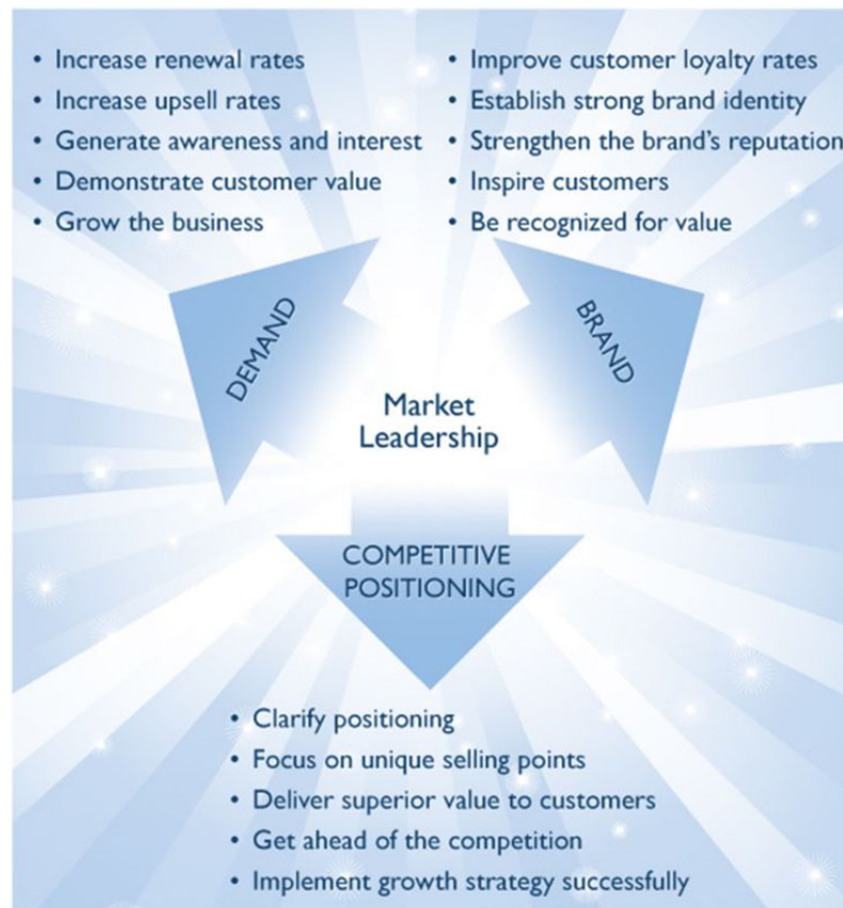 • Increase renewal rates
• Increase upsell rates
• Generate awareness and interest
• Demonstrate customer value
• Grow the business
• Improve customer loyalty rates
• Establish strong brand identity
• Strengthen the brand’s reputation
• Inspire customers
• Be recognized for value
DEMAND
BRAND
Market
Leadership
COMPETITIVE
POSITIONING
• Clarify positioning
• Focus on unique selling points
• Deliver superior value to customers
• Get ahead of the competition
• Implement growth strategy successfully